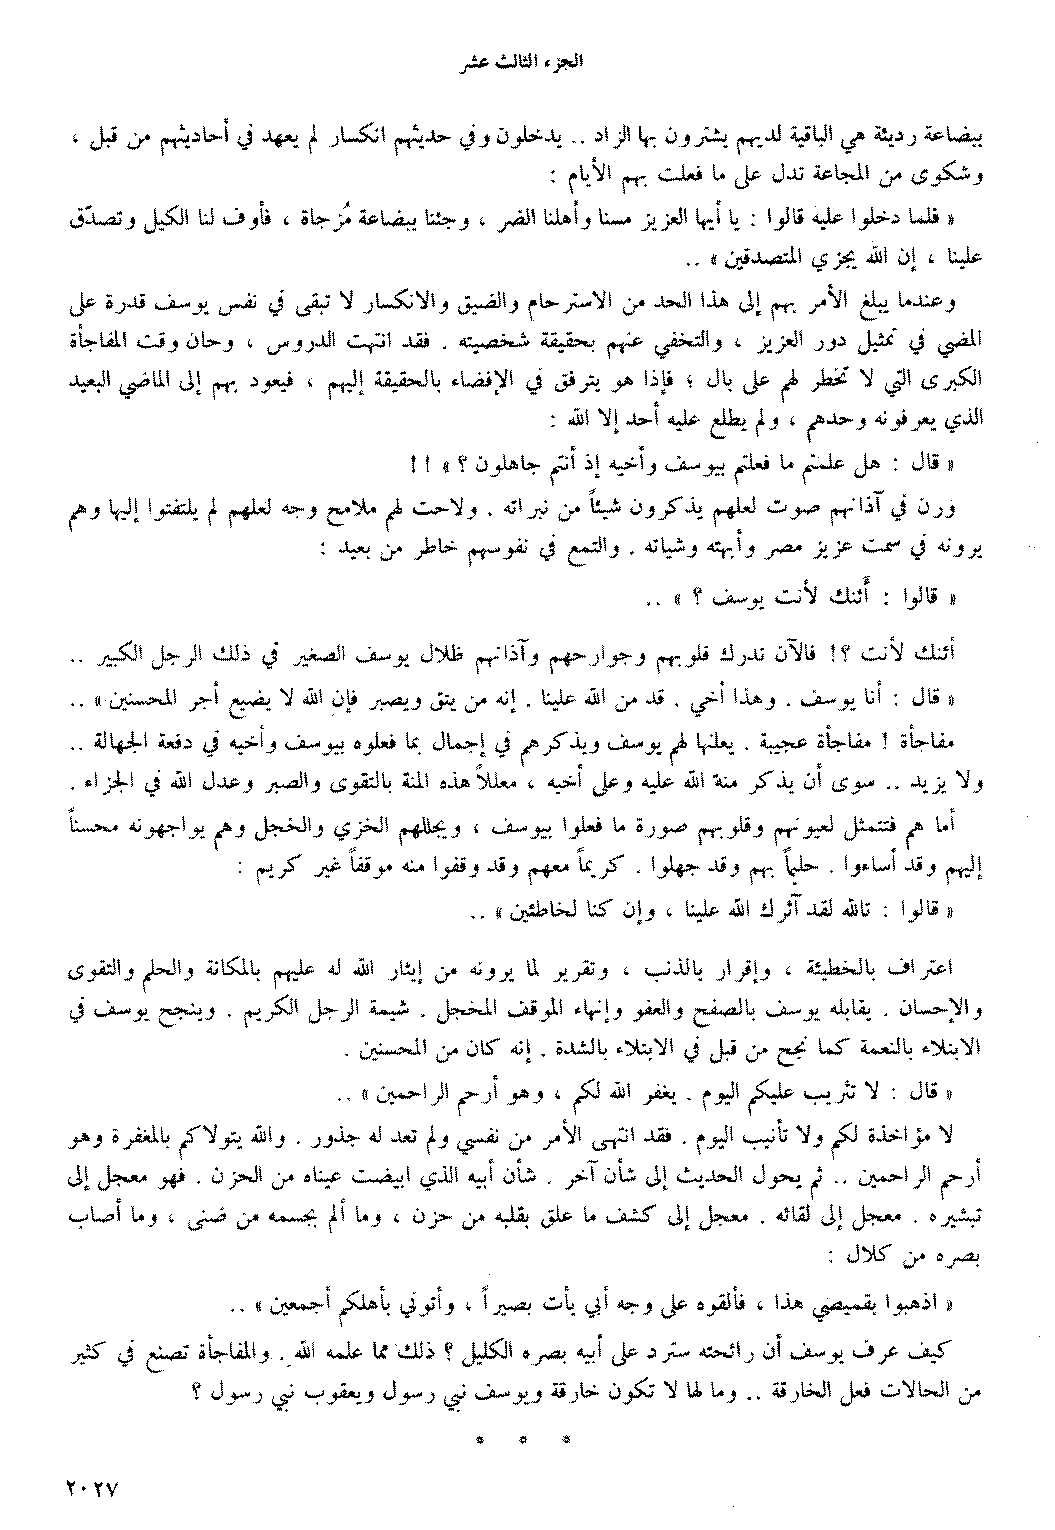 الجزء الثالث عشر
ببضاعة رديئة هي الباقية لديهم يشترون بها الزاد .. يدخلون وفي حديثهم انكسار لم يعهد في أحاديثهم من قبل ،
وشكوى من المجاعة تدل على ما فعلت بهم الأيام :
« فلما دخلوا عليه قالوا : يا أيها العزيز مسنا وأهلنا الضر ، وجئنا ببضاعة مُزجاة ، فأوف لنا الكيل وتصدّق
علينا ، إن الله يجزي المتصدقين » ..
وعندما يبلغ الأمر بهم إلى هذا الحد من الاسترحام والضيق والانكسار لا تبقى في نفس يوسف قدرة على
المضي في تمثيل دور العزيز ، والتخفي عنهم بحقيقة شخصيته . فقد انتهت الدروس ، وحان وقت المفاجأة
الكبرى التي لا تخطر لهم على بال ؛ فإذا هو يترفق في الإفضاء بالحقيقة إليهم ، فيعود بهم إلى الماضي البعيد
الذي يعرفونه وحدهم ، ولم يطلع عليه أحد إلا الله :
« قال : هل علمتم ما فعلتم بيوسف وأخيه إذ أنتم جاهلون ؟ » !!
ورن في آذانهم صوت لعلهم يذكرون شيئاً من نبراته . ولاحت لهم ملامح وجه لعلهم لم يلتفتوا إليها وهم
يرونه في سمت عزيز مصر وأبهته وشياته . والتمع في نفوسهم خاطر من بعيد :
« قالوا : أئنك لأنت يوسف ؟ » ..
أئنك لأنت ؟! فالآن تدرك قلوبهم وجوارحهم وآذانهم ظلال يوسف الصغير في ذلك الرجل الكبير ..
« قال : أنا يوسف . وهذا أخي . قد من الله علينا . إنه من يتق ويصبر فإن الله لا يضيع أجر المحسنين » ..
مفاجأة ! مفاجأة عجيبة . يعلنها لهم يوسف ويذكرهم في إجمال بما فعلوه بيوسف وأخيه في دفعة الجهالة ..
ولا يزيد .. سوى أن يذكر منة الله عليه وعلى أخيه ، معللاً هذه المنة بالتقوى والصبر وعدل الله في الجزاء .
أما هم فتتمثل لعيونهم وقلوبهم صورة ما فعلوا بيوسف ، ويجللهم الخزي والخجل وهم يواجهونه محسناً
إليهم وقد أساءوا . حليماً بهم وقد جهلوا . كريماً معهم وقد وقفوا منه موقفاً غير كريم :
« قالوا : تالله لقد آثرك الله علينا ، وإن كنا لخاطئين » ..
اعتراف بالخطيئة ، وإقرار بالذنب ، وتقرير لما يرونه من إيثار الله له عليهم بالمكانة والحلم والتقوى
والإحسان . يقابله يوسف بالصفح والعفو وإنهاء الموقف المخجل . شيمة الرجل الكريم . وينجح يوسف في
الابتلاء بالنعمة كما نجح من قبل في الابتلاء بالشدة . إنه كان من المحسنين .
« قال : لا تثريب عليكم اليوم . يغفر الله لكم ، وهو أرحم الراحمين » ..
لا مؤاخذة لكم ولا تأنيب اليوم . فقد انتهى الأمر من نفسي ولم تعد له جذور . والله يتولاكم بالمغفرة وهو
أرحم الراحمين .. ثم يحول الحديث إلى شأن آخر . شأن أبيه الذي ابيضت عيناه من الحزن . فهو معجل إلى
تبشيره . معجل إلى لقائه . معجل إلى كشف ما علق بقلبه من حزن ، وما ألم بجسمه من ضنى ، وما أصاب
بصره من كلال :
« اذهبوا بقميصي هذا ، فألقوه على وجه أبي يأت بصيراً ، وأتوني بأهلكم أجمعين » ..
كيف عرف يوسف أن رائحته سترد على أبيه بصره الكليل ؟ ذلك مما علمه الله . والمفاجأة تصنع في كثير
من الحالات فعل الخارقة .. وما لها لا تكون خارقة ويوسف نبي رسول ويعقوب نبي رسول ؟
* * *
٢٠٢٧